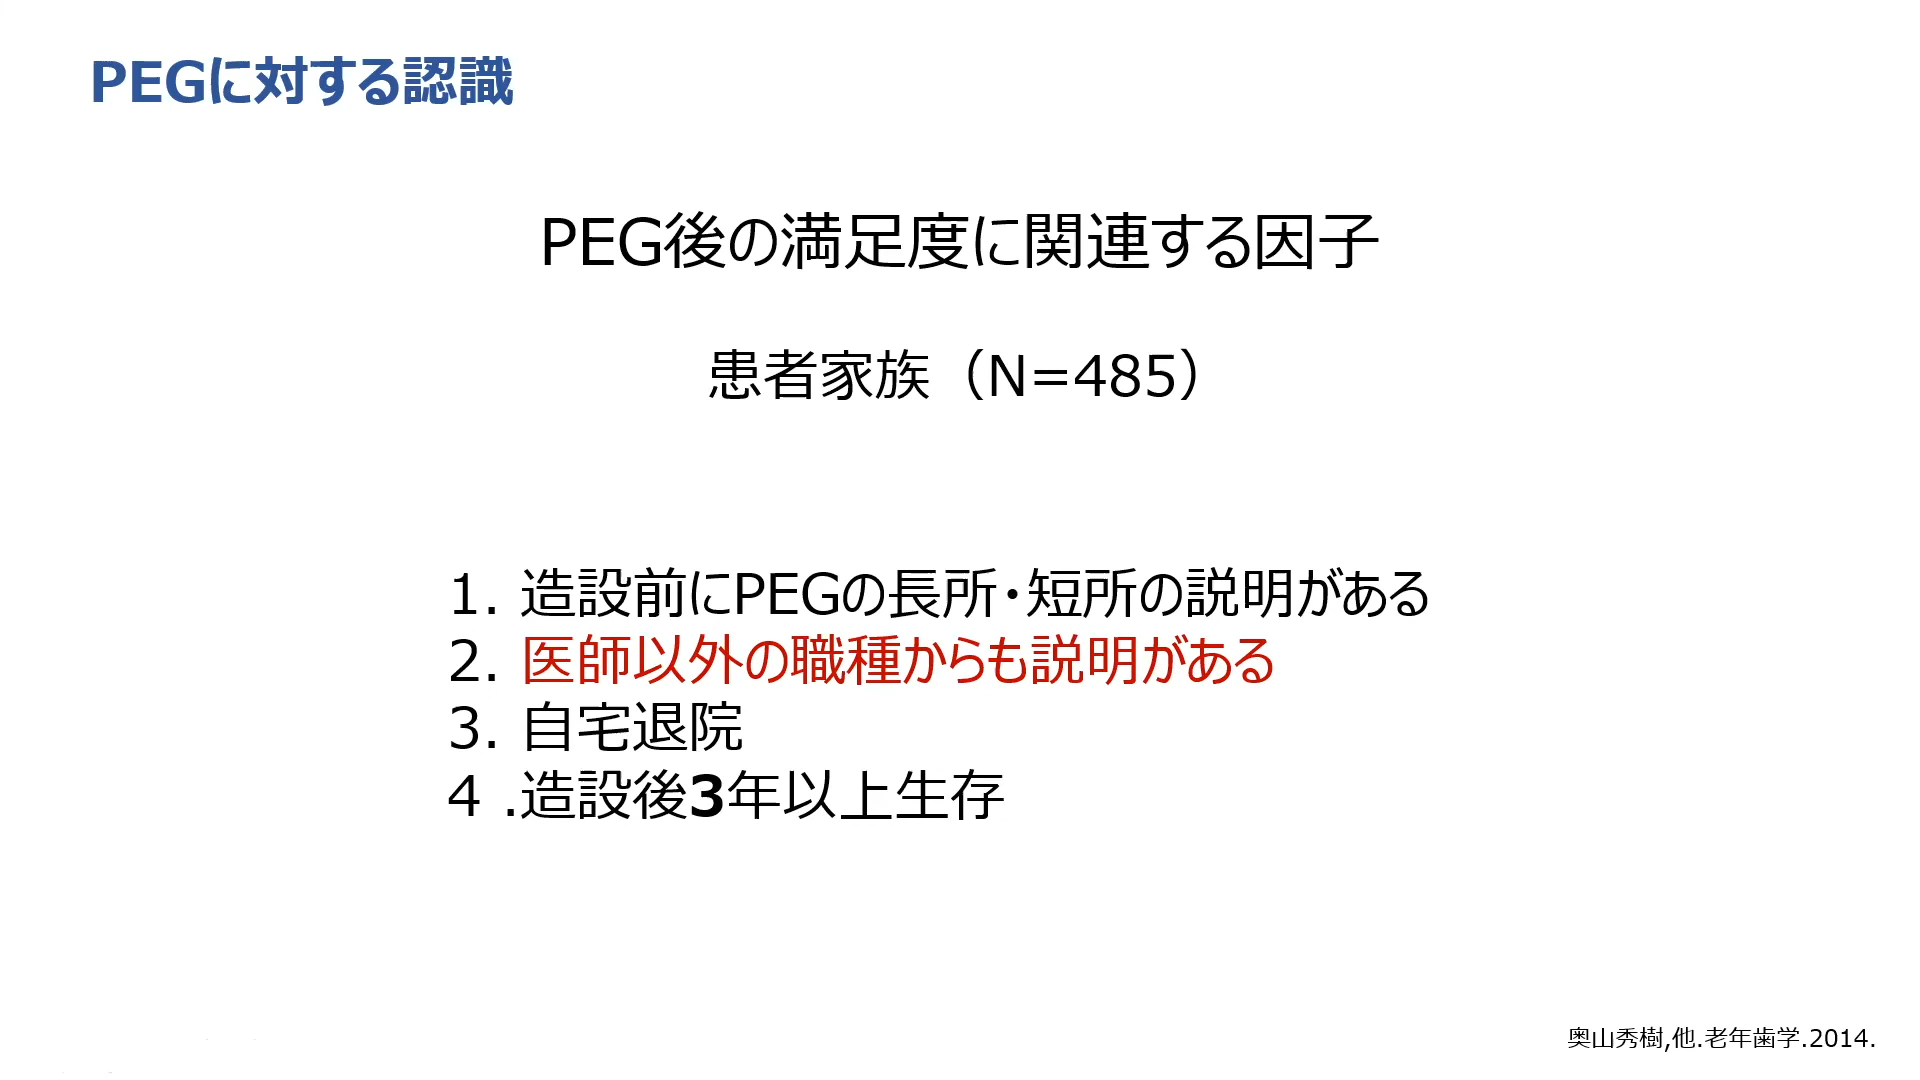 PEGに対する認識
PEG後の満足度に関連する因子
患者家族（N=485）
1. 造設前にPEGの長所・短所の説明がある
2. 医師以外の職種からも説明がある
3. 自宅退院
4 .造設後3年以上生存
奥山秀樹,他.老年歯学.2014.